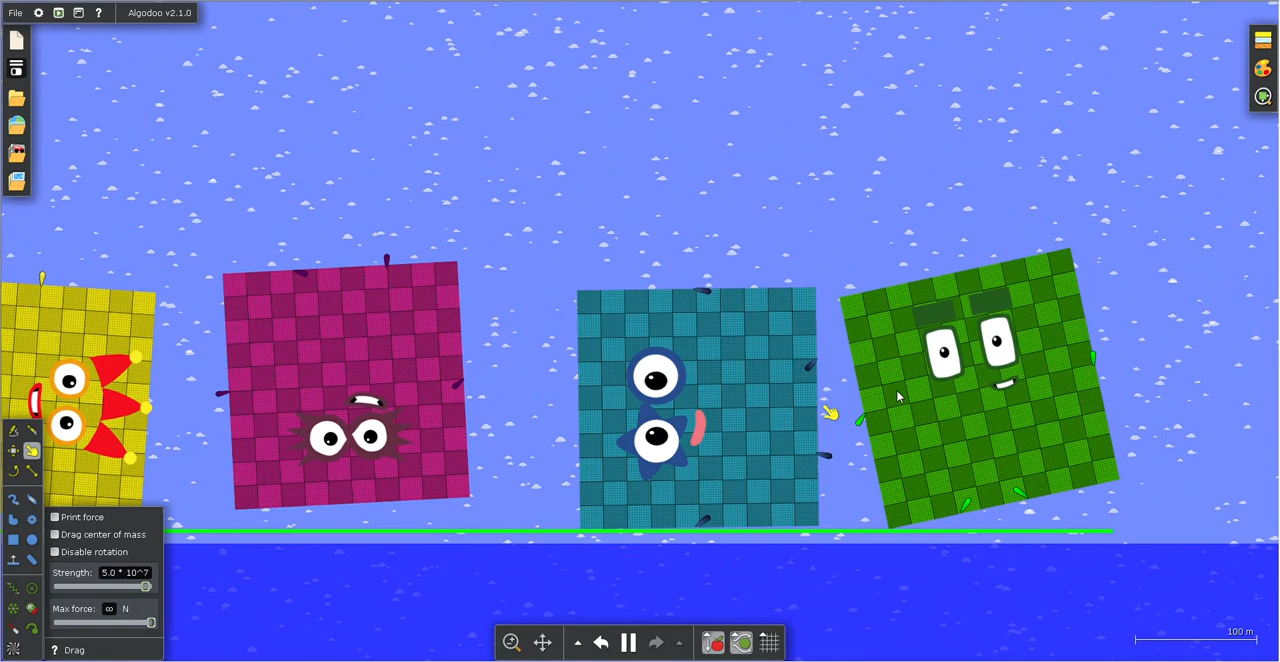 File ? Algodoo v2.1.0
Print force
Drag center of mass
Disable rotation
Strength: 5.0 * 10^7
Max force: ∞ N
? Drag
100 m